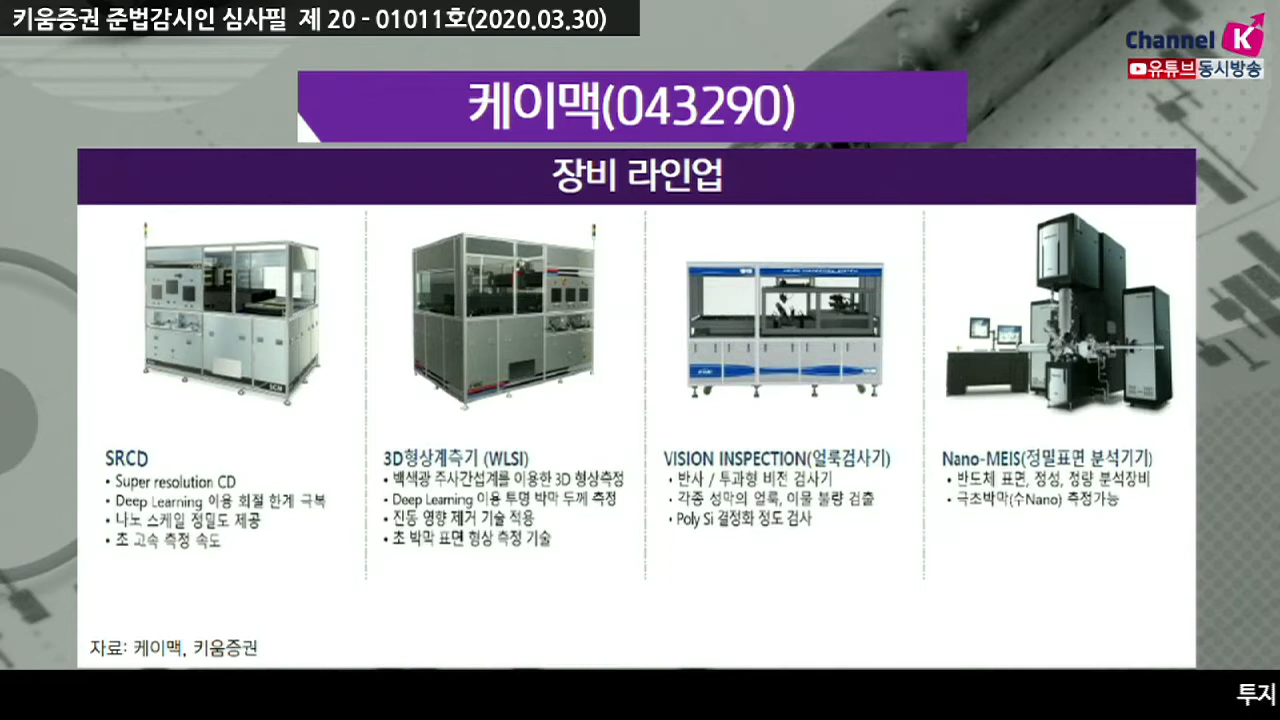 키움증권 준법감시인 심사필 제 20 - 01011호(2020.03.30)
Channel K
유튜브 동시방송
케이맥(043290)
장비 라인업
SRCD
• Super resolution CD
• Deep Learning 이용 회절 한계 극복
• 나노 스케일 정밀도 제공
• 초 고속 측정 속도
3D형상계측기 (WLSI)
• 백색광 주사간섭계를 이용한 3D 형상측정
• Deep Learning 이용 투명 박막 두께 측정
• 진동 영향 제거 기술 적용
• 초 박막 표면 형상 측정 기술
VISION INSPECTION(얼룩검사기)
• 반사 / 투과형 비전 검사기
• 각종 성막의 얼룩, 이물 불량 검출
• Poly Si 결정화 정도 검사
Nano-MEIS(정밀표면 분석기기)
• 반도체 표면, 정성, 정량 분석장비
• 극초박막(수Nano) 측정가능
자료: 케이맥, 키움증권
투지